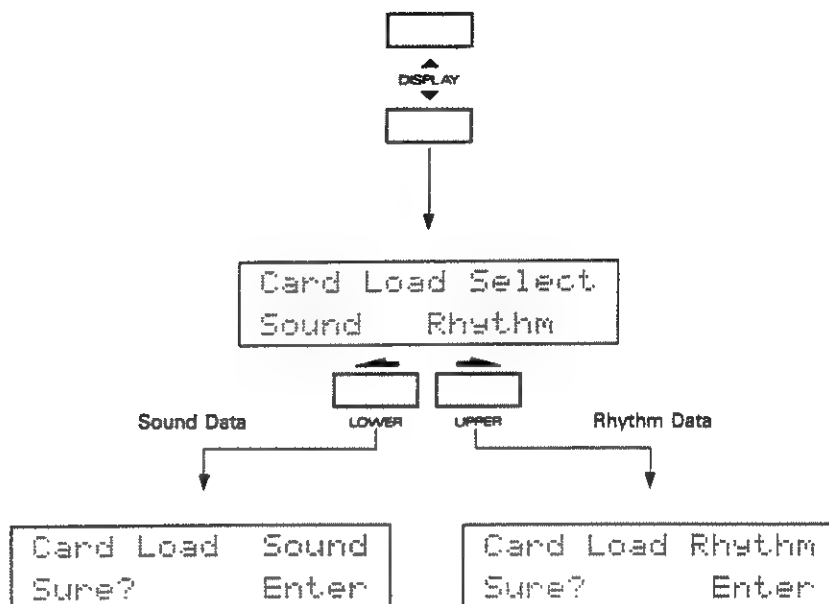 DISPLAY
Card Load Select
Sound Rhythm
LOWER UPPER
Sound Data
Rhythm Data
Card Load Sound
Sure? Enter
Card Load Rhythm
Sure? Enter